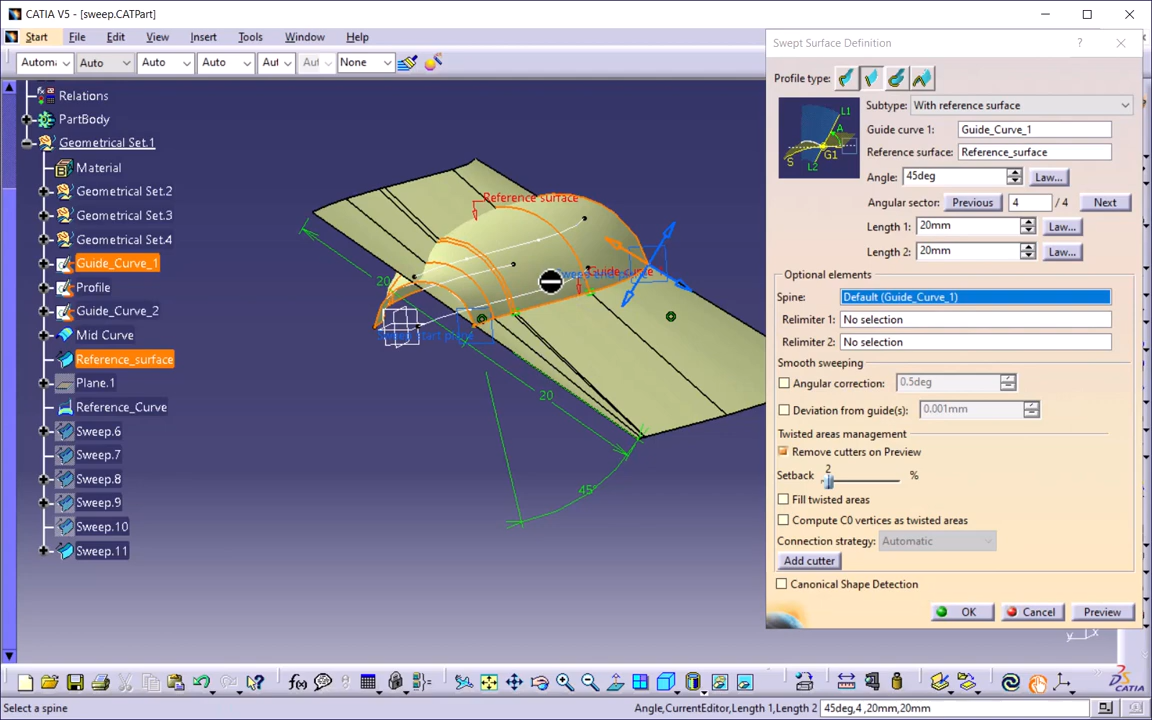 CATIA V5 - [sweep.CATPart]
Start File Edit View Insert Tools Window Help
Autom Auto Auto Auto Aut Aut None
Relations
PartBody
Geometrical Set.1
Material
Geometrical Set.2
Geometrical Set.3
Geometrical Set.4
Guide_Curve_1
Profile
Guide_Curve_2
Mid Curve
Reference_surface
Plane.1
Reference_Curve
Sweep.6
Sweep.7
Sweep.8
Sweep.9
Sweep.10
Sweep.11
Reference surface
Guide curve
20
20
45°
Swept Surface Definition ?
Profile type:
L1
A
G1
S
L2
Subtype: With reference surface
Guide curve 1: Guide_Curve_1
Reference surface: Reference_surface
Angle: 45deg Law...
Angular sector: Previous 4 / 4 Next
Length 1: 20mm Law...
Length 2: 20mm Law...
Optional elements
Spine: Default (Guide_Curve_1)
Relimiter 1: No selection
Relimiter 2: No selection
Smooth sweeping
Angular correction: 0.5deg
Deviation from guide(s): 0.001mm
Twisted areas management
Remove cutters on Preview
Setback 2 %
Fill twisted areas
Compute C0 vertices as twisted areas
Connection strategy: Automatic
Add cutter
Canonical Shape Detection
OK Cancel Preview
y x
f(x)
DS CATIA
Select a spine
Angle,CurrentEditor,Length 1,Length 2 45deg,4 ,20mm,20mm